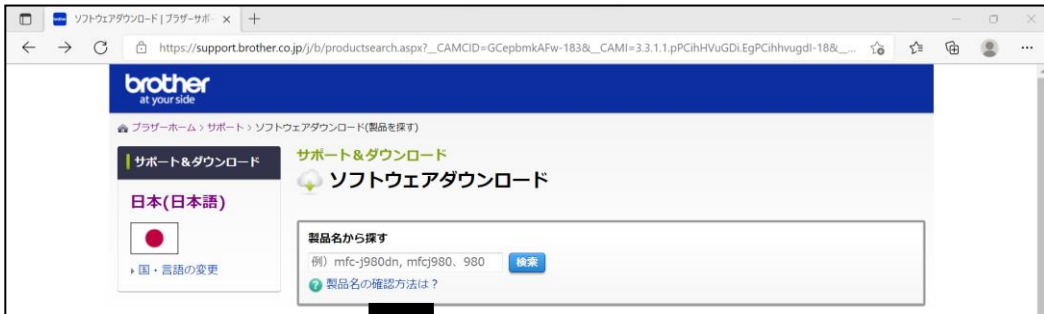 ソフトウェアダウンロード | ブラザーサポー
https://support.brother.co.jp/j/b/productsearch.aspx?_CAMCID=GCepbmkAFw-183&_CAMI=3.3.1.1.pPCihHVuGDi.EgPCihhvugdI-18&_...
brother
at your side
ブラザーホーム > サポート > ソフトウェアダウンロード(製品を探す)
サポート&ダウンロード
日本(日本語)
国・言語の変更
サポート&ダウンロード
ソフトウェアダウンロード
製品名から探す
例）mfc-j980dn, mfcj980、980
検索
製品名の確認方法は？